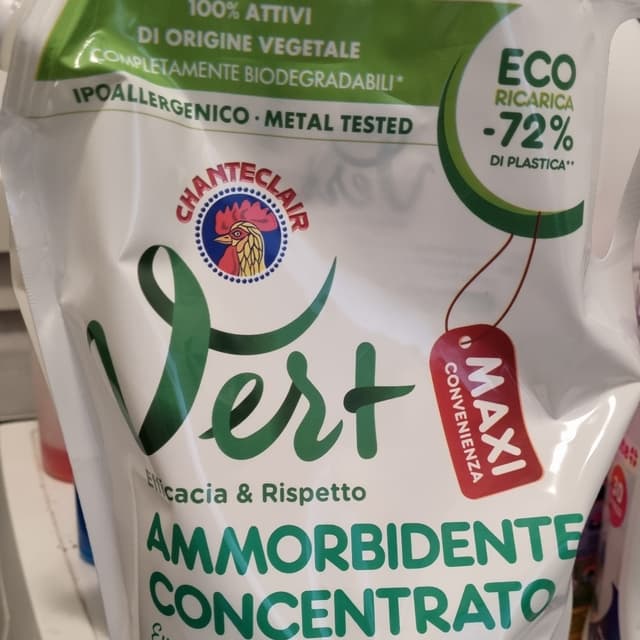 100% ATTIVI
DI ORIGINE VEGETALE
COMPLETAMENTE BIODEGRADABILI*
IPOALLERGENICO · METAL TESTED
ECO
RICARICA
-72%
DI PLASTICA**
CHANTECLAIR
Vert
Efficacia & Rispetto
MAXI
CONVENIENZA
AMMORBIDENTE
CONCENTRATO